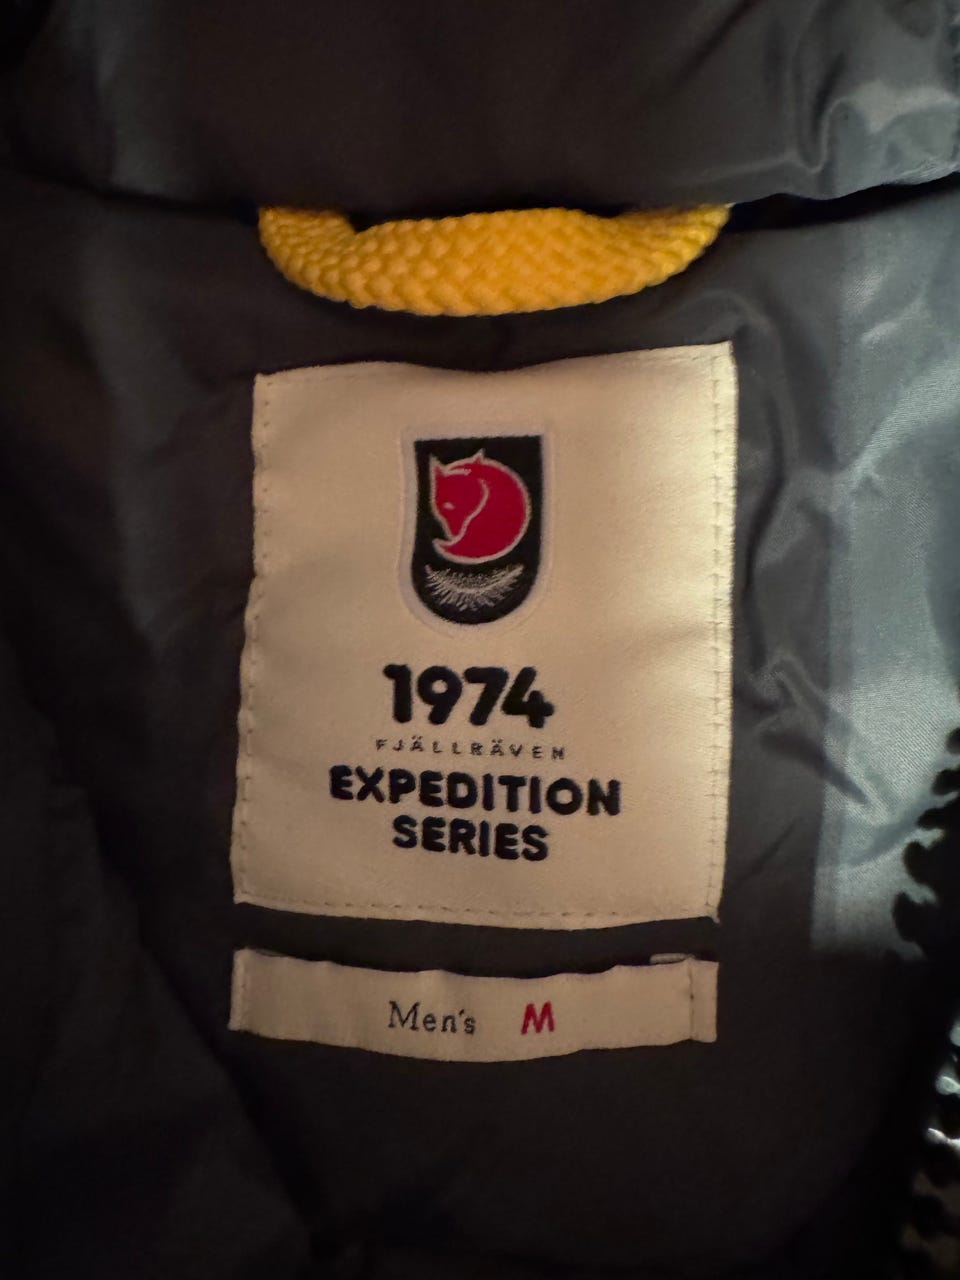 1974
FJÄLLRÄVEN
EXPEDITION
SERIES
Men's M